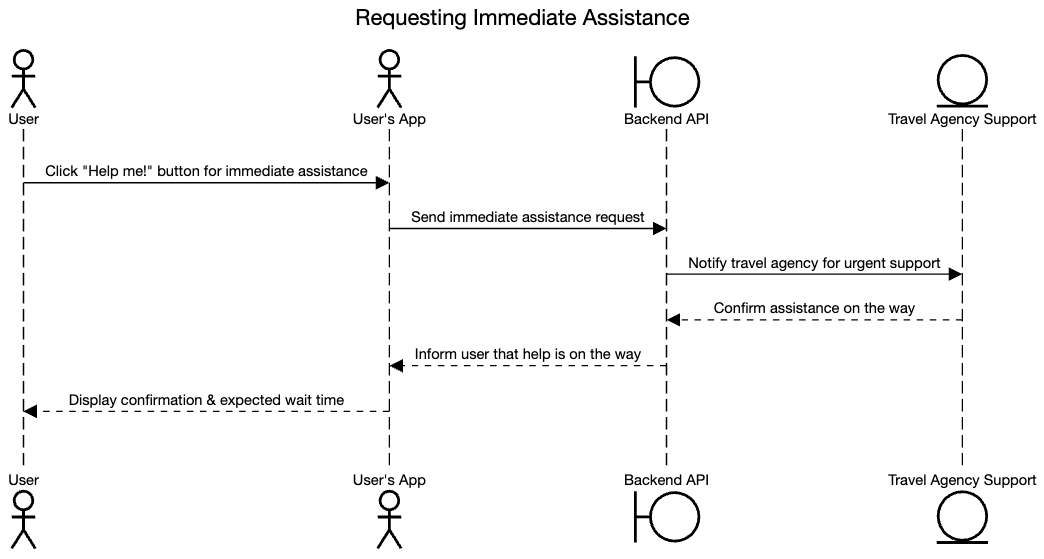 Requesting Immediate Assistance
User
User's App
Backend API
Travel Agency Support
Click "Help me!" button for immediate assistance
Send immediate assistance request
Notify travel agency for urgent support
Confirm assistance on the way
Inform user that help is on the way
Display confirmation & expected wait time
User
User's App
Backend API
Travel Agency Support